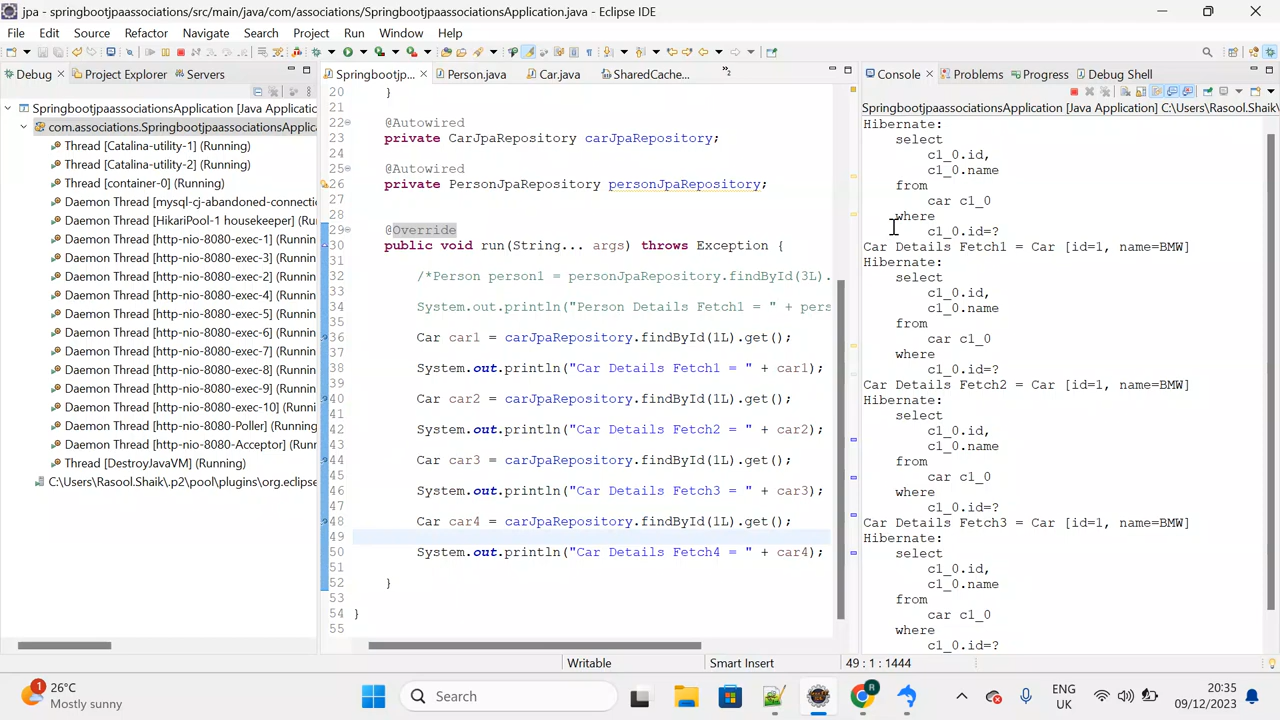 jpa - springbootjpaassociations/src/main/java/com/associations/SpringbootjpaassociationsApplication.java - Eclipse IDE
File Edit Source Refactor Navigate Search Project Run Window Help
Debug Project Explorer Servers
Springbootjp... Person.java Car.java SharedCache... »2
Console Problems Progress Debug Shell
SpringbootjpaassociationsApplication [Java Applicatio
com.associations.SpringbootjpaassociationsApplica
Thread [Catalina-utility-1] (Running)
Thread [Catalina-utility-2] (Running)
Thread [container-0] (Running)
Daemon Thread [mysql-cj-abandoned-connection
Daemon Thread [HikariPool-1 housekeeper] (Ru
Daemon Thread [http-nio-8080-exec-1] (Running)
Daemon Thread [http-nio-8080-exec-2] (Running)
Daemon Thread [http-nio-8080-exec-3] (Running)
Daemon Thread [http-nio-8080-exec-4] (Running)
Daemon Thread [http-nio-8080-exec-5] (Running)
Daemon Thread [http-nio-8080-exec-6] (Running)
Daemon Thread [http-nio-8080-exec-7] (Running)
Daemon Thread [http-nio-8080-exec-8] (Running)
Daemon Thread [http-nio-8080-exec-9] (Running)
Daemon Thread [http-nio-8080-exec-10] (Runnin
Daemon Thread [http-nio-8080-Poller] (Running)
Daemon Thread [http-nio-8080-Acceptor] (Runnin
Thread [DestroyJavaVM] (Running)
C:\Users\Rasool.Shaik\.p2\pool\plugins\org.eclipse
20 }
21
22 @Autowired
23 private CarJpaRepository carJpaRepository;
24
25 @Autowired
26 private PersonJpaRepository personJpaRepository;
27
28
29 @Override
30 public void run(String... args) throws Exception {
31
32 /*Person person1 = personJpaRepository.findById(3L).
33
34 System.out.println("Person Details Fetch1 = " + pers
35
36 Car car1 = carJpaRepository.findById(1L).get();
37
38 System.out.println("Car Details Fetch1 = " + car1);
39
40 Car car2 = carJpaRepository.findById(1L).get();
41
42 System.out.println("Car Details Fetch2 = " + car2);
43
44 Car car3 = carJpaRepository.findById(1L).get();
45
46 System.out.println("Car Details Fetch3 = " + car3);
47
48 Car car4 = carJpaRepository.findById(1L).get();
49
50 System.out.println("Car Details Fetch4 = " + car4);
51
52 }
53
54 }
55
SpringbootjpaassociationsApplication [Java Application] C:\Users\Rasool.Shaik\
Hibernate:
select
c1_0.id,
c1_0.name
from
car c1_0
where
c1_0.id=?
Car Details Fetch1 = Car [id=1, name=BMW]
Hibernate:
select
c1_0.id,
c1_0.name
from
car c1_0
where
c1_0.id=?
Car Details Fetch2 = Car [id=1, name=BMW]
Hibernate:
select
c1_0.id,
c1_0.name
from
car c1_0
where
c1_0.id=?
Car Details Fetch3 = Car [id=1, name=BMW]
Hibernate:
select
c1_0.id,
c1_0.name
from
car c1_0
where
c1_0.id=?
Writable Smart Insert 49 : 1 : 1444
1
26°C
Mostly sunny
Search
R
ENG
UK
20:35
09/12/2023